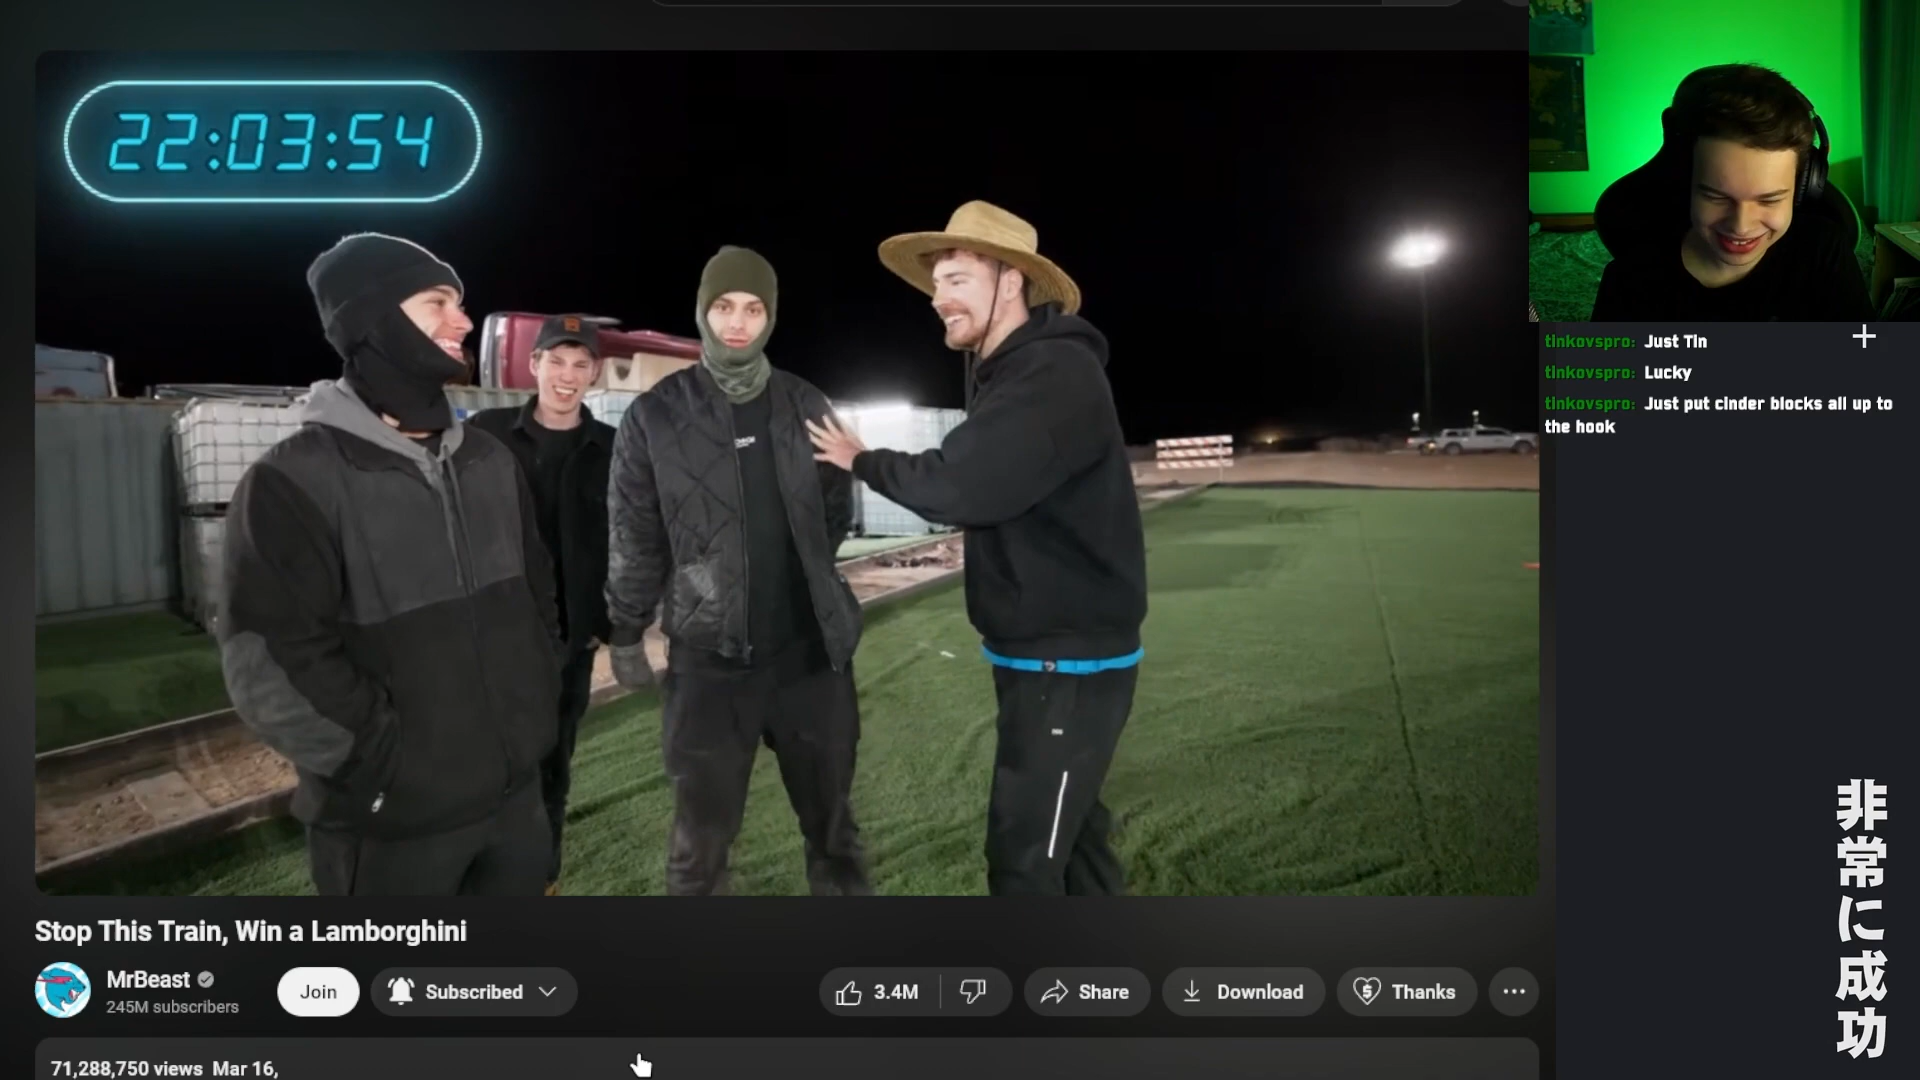 22:03:54
tinkovspro: Just Tin
tinkovspro: Lucky
tinkovspro: Just put cinder blocks all up to
the hook
Stop This Train, Win a Lamborghini
MrBeast
245M subscribers
Join
Subscribed
3.4M
Share
Download
Thanks
71,288,750 views Mar 16,
非常に成功